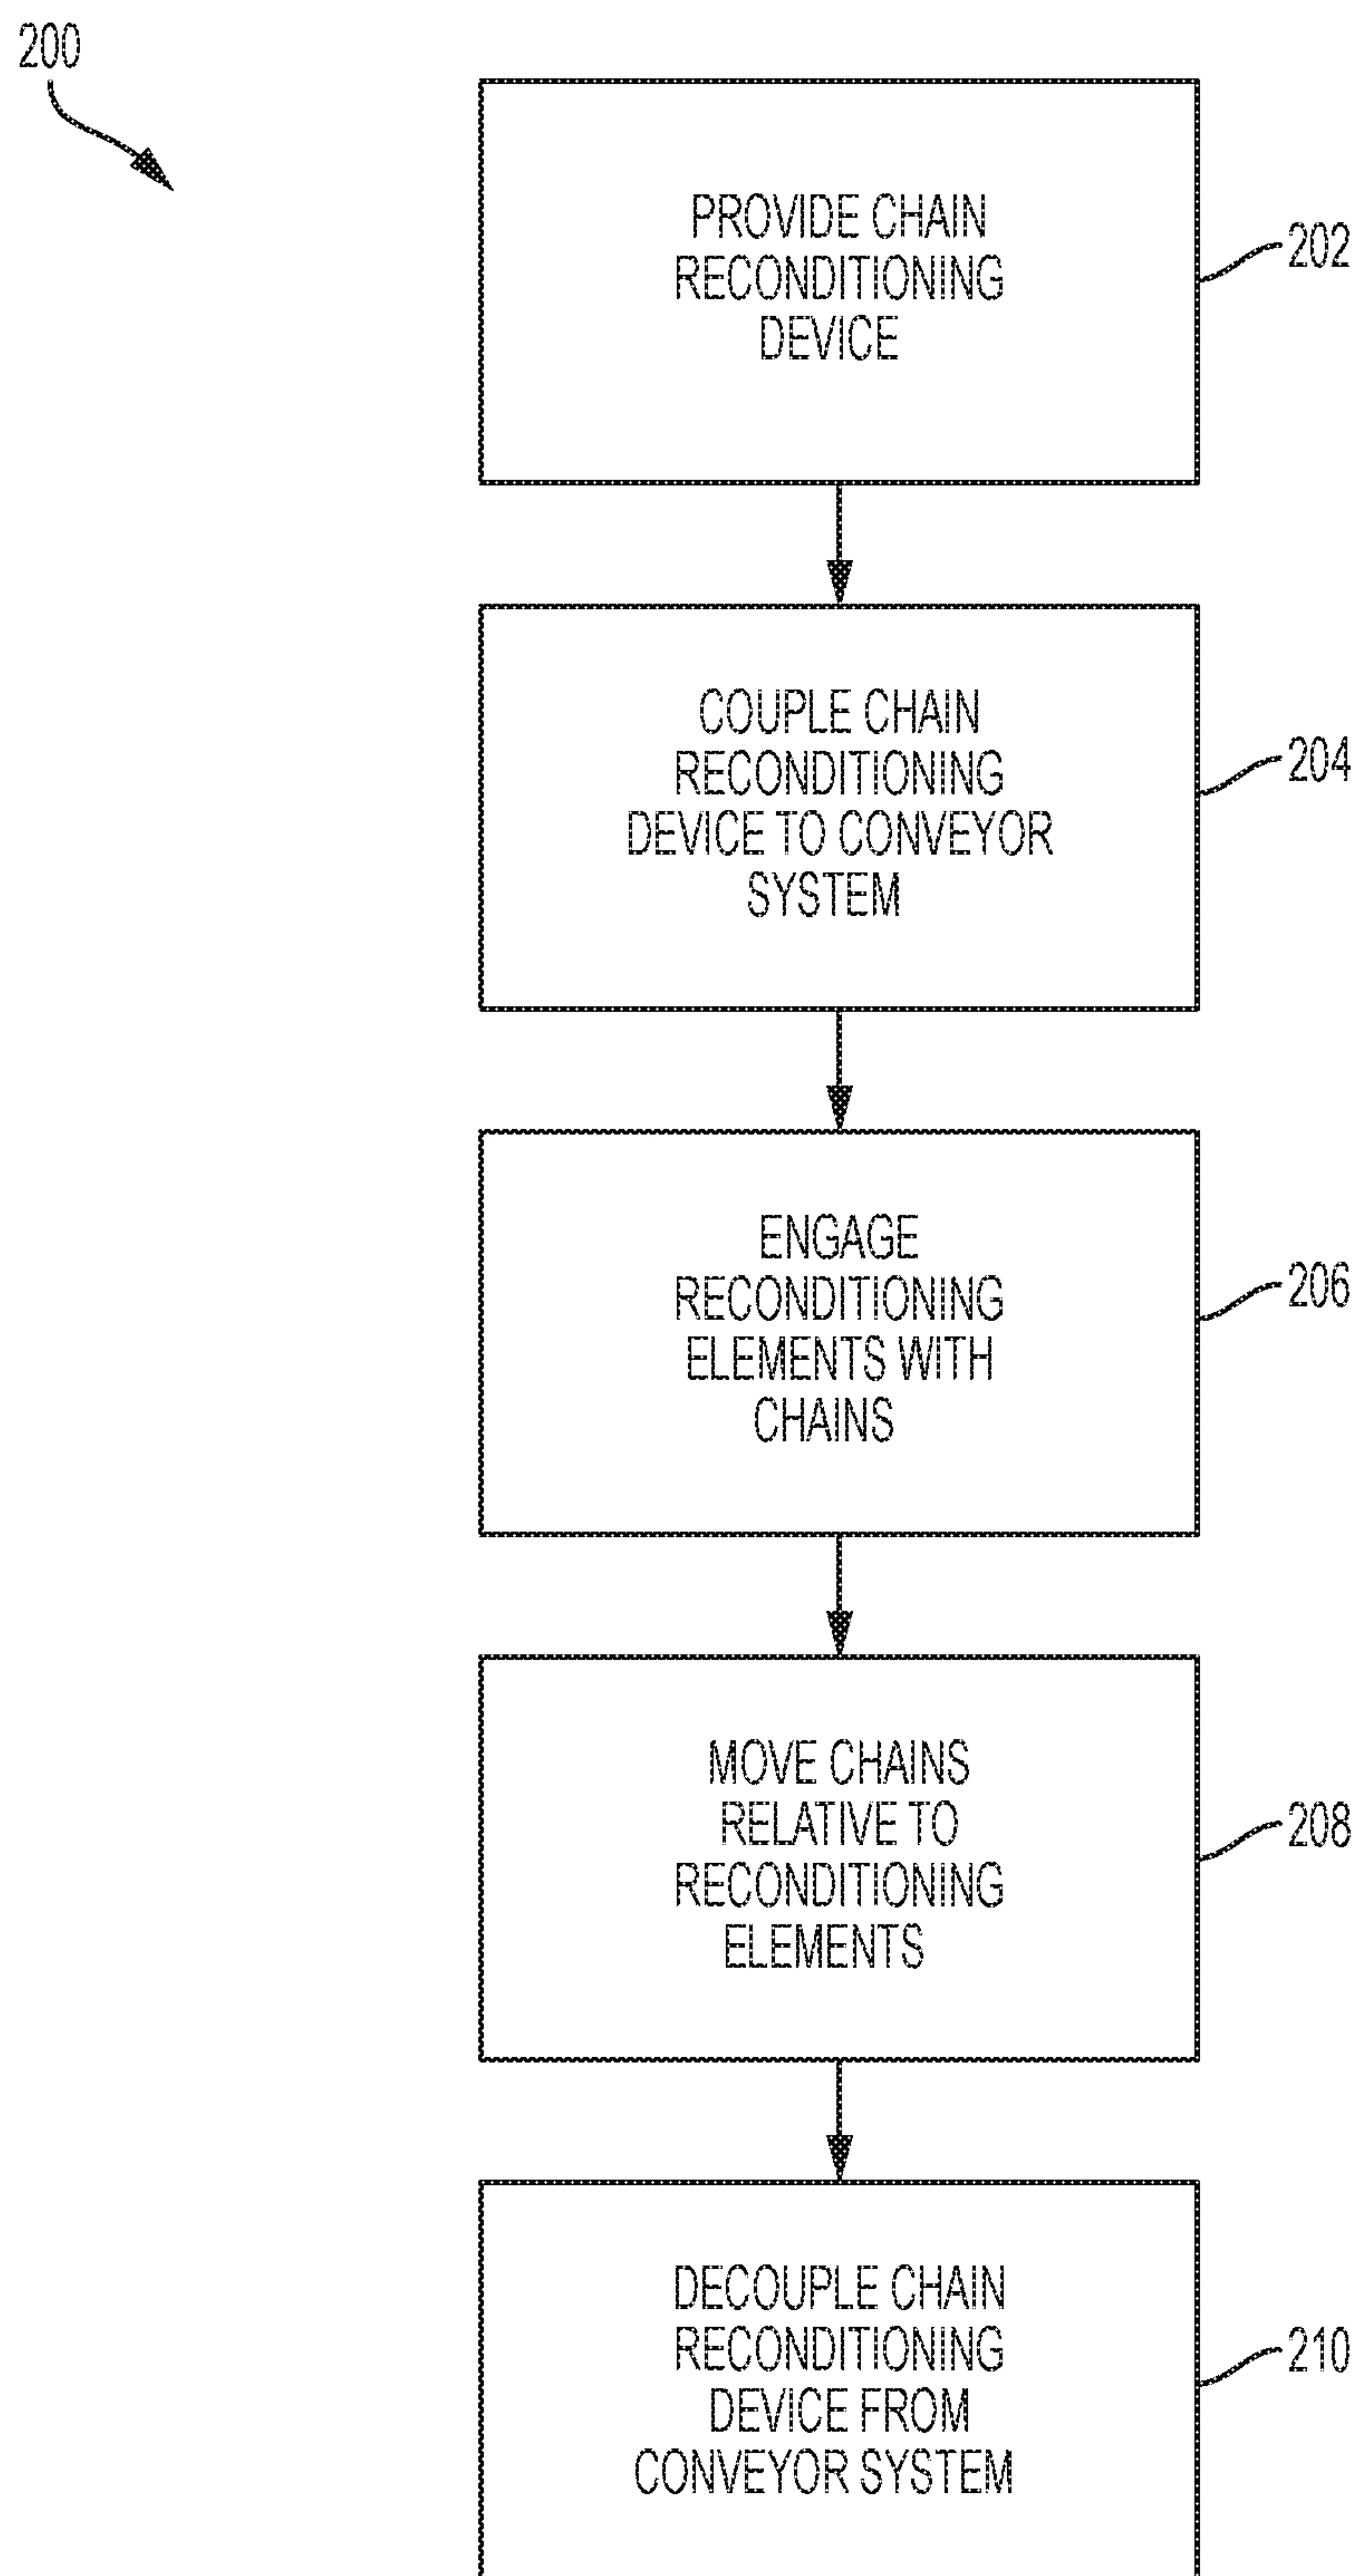 200
PROVIDE CHAIN
RECONDITIONING
DEVICE
202
COUPLE CHAIN
RECONDITIONING
DEVICE TO CONVEYOR
SYSTEM
204
ENGAGE
RECONDITIONING
ELEMENTS WITH
CHAINS
206
MOVE CHAINS
RELATIVE TO
RECONDITIONING
ELEMENTS
208
DECOUPLE CHAIN
RECONDITIONING
DEVICE FROM
CONVEYOR SYSTEM
210